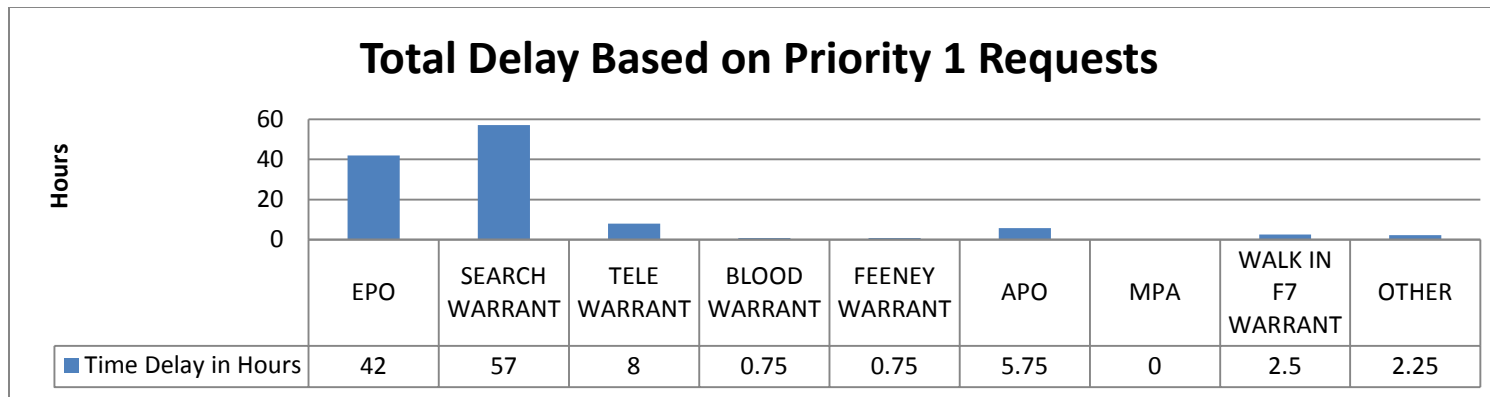 Total Delay Based on Priority 1 Requests
Hours
60
40
20
0
EPO
SEARCH
WARRANT
TELE
WARRANT
BLOOD
WARRANT
FEENEY
WARRANT
APO
MPA
WALK IN
F7
WARRANT
OTHER
Time Delay in Hours 42 57 8 0.75 0.75 5.75 0 2.5 2.25